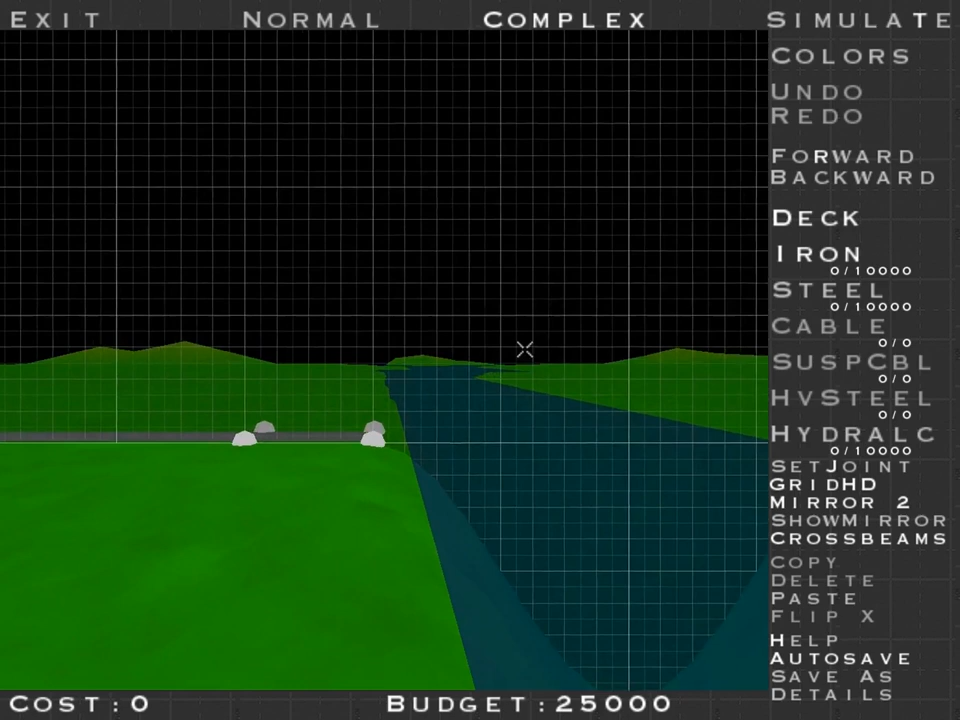 EXIT NORMAL COMPLEX SIMULATE
COLORS
UNDO
REDO
FORWARD
BACKWARD
DECK
IRON
0/10000
STEEL
0/10000
CABLE
0/0
SUSPCBL
0/0
HVSTEEL
0/0
HYDRALC
0/10000
SETJOINT
GRIDHD
MIRROR 2
SHOWMIRROR
CROSSBEAMS
COPY
DELETE
PASTE
FLIP X
HELP
AUTOSAVE
SAVE AS
DETAILS
COST:0 BUDGET:25000